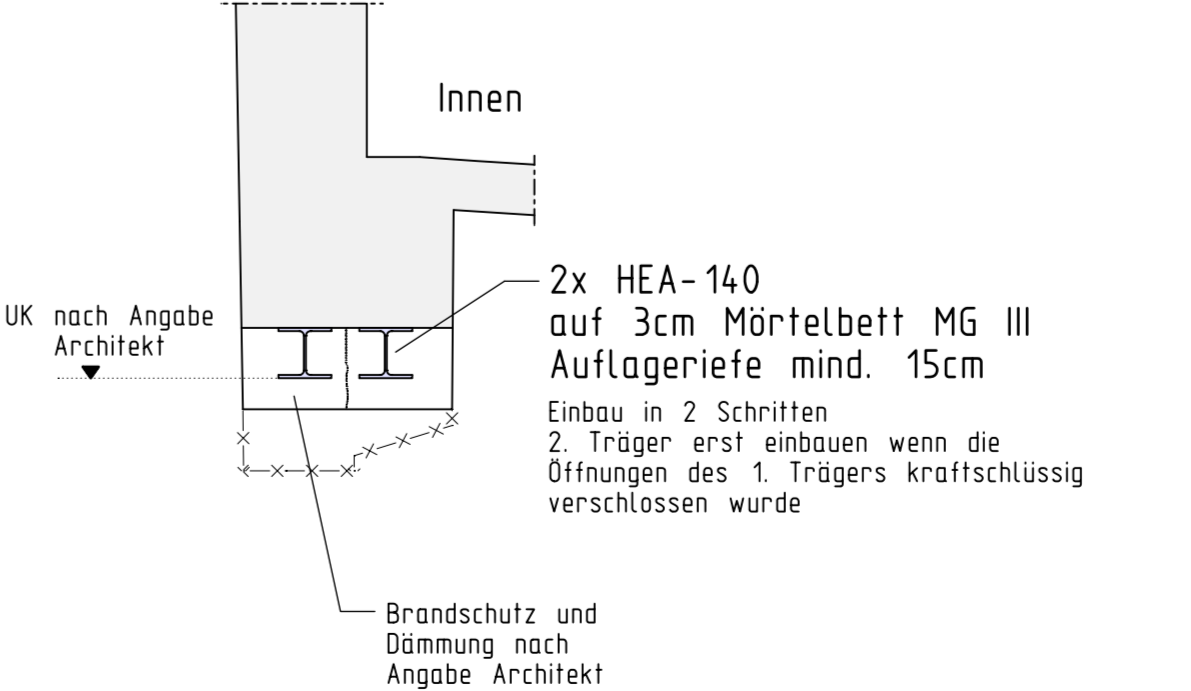 Innen
UK nach Angabe
Architekt
2x HEA-140
auf 3cm Mörtelbett MG III
Auflageriefe mind. 15cm
Einbau in 2 Schritten
2. Träger erst einbauen wenn die
Öffnungen des 1. Trägers kraftschlüssig
verschlossen wurde
Brandschutz und
Dämmung nach
Angabe Architekt